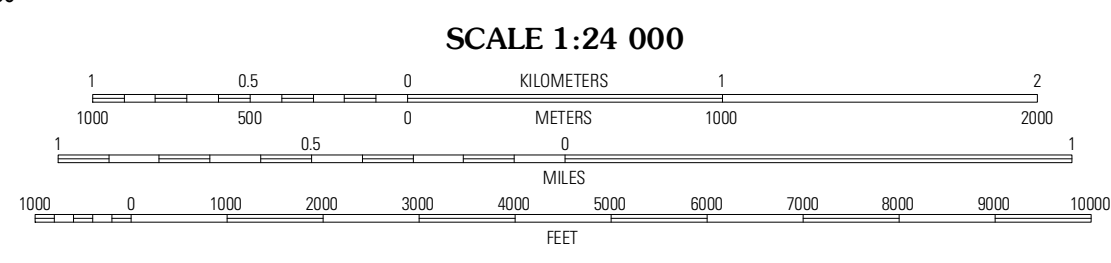 SCALE 1:24 000
1 0.5 0 KILOMETERS 1 2
1000 500 0 METERS 1000 2000
1 0.5 0 1
MILES
1000 0 1000 2000 3000 4000 5000 6000 7000 8000 9000 10000
FEET